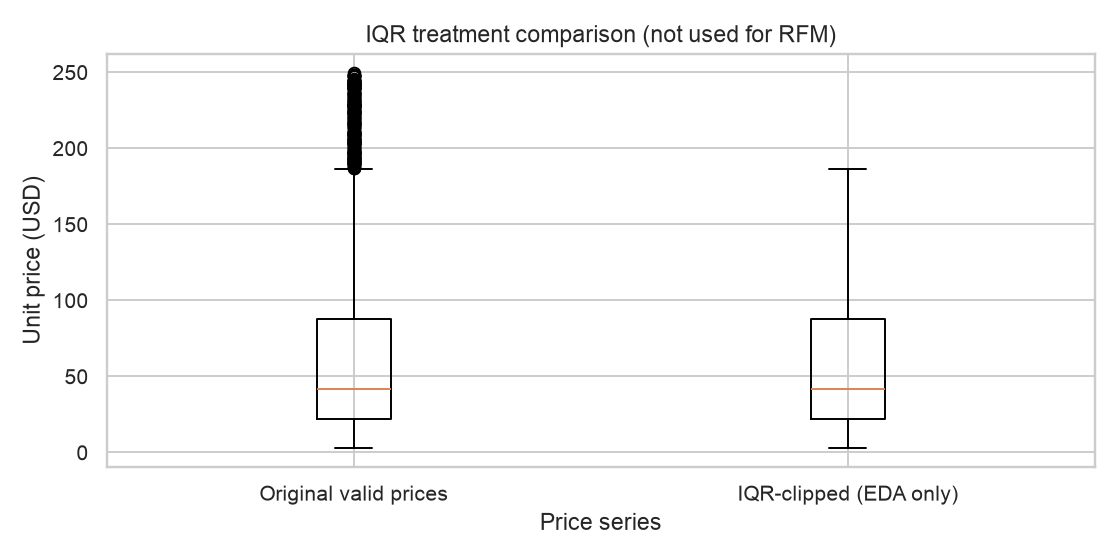 IQR treatment comparison (not used for RFM)
Unit price (USD)
250
200
150
100
50
0
Original valid prices
IQR-clipped (EDA only)
Price series